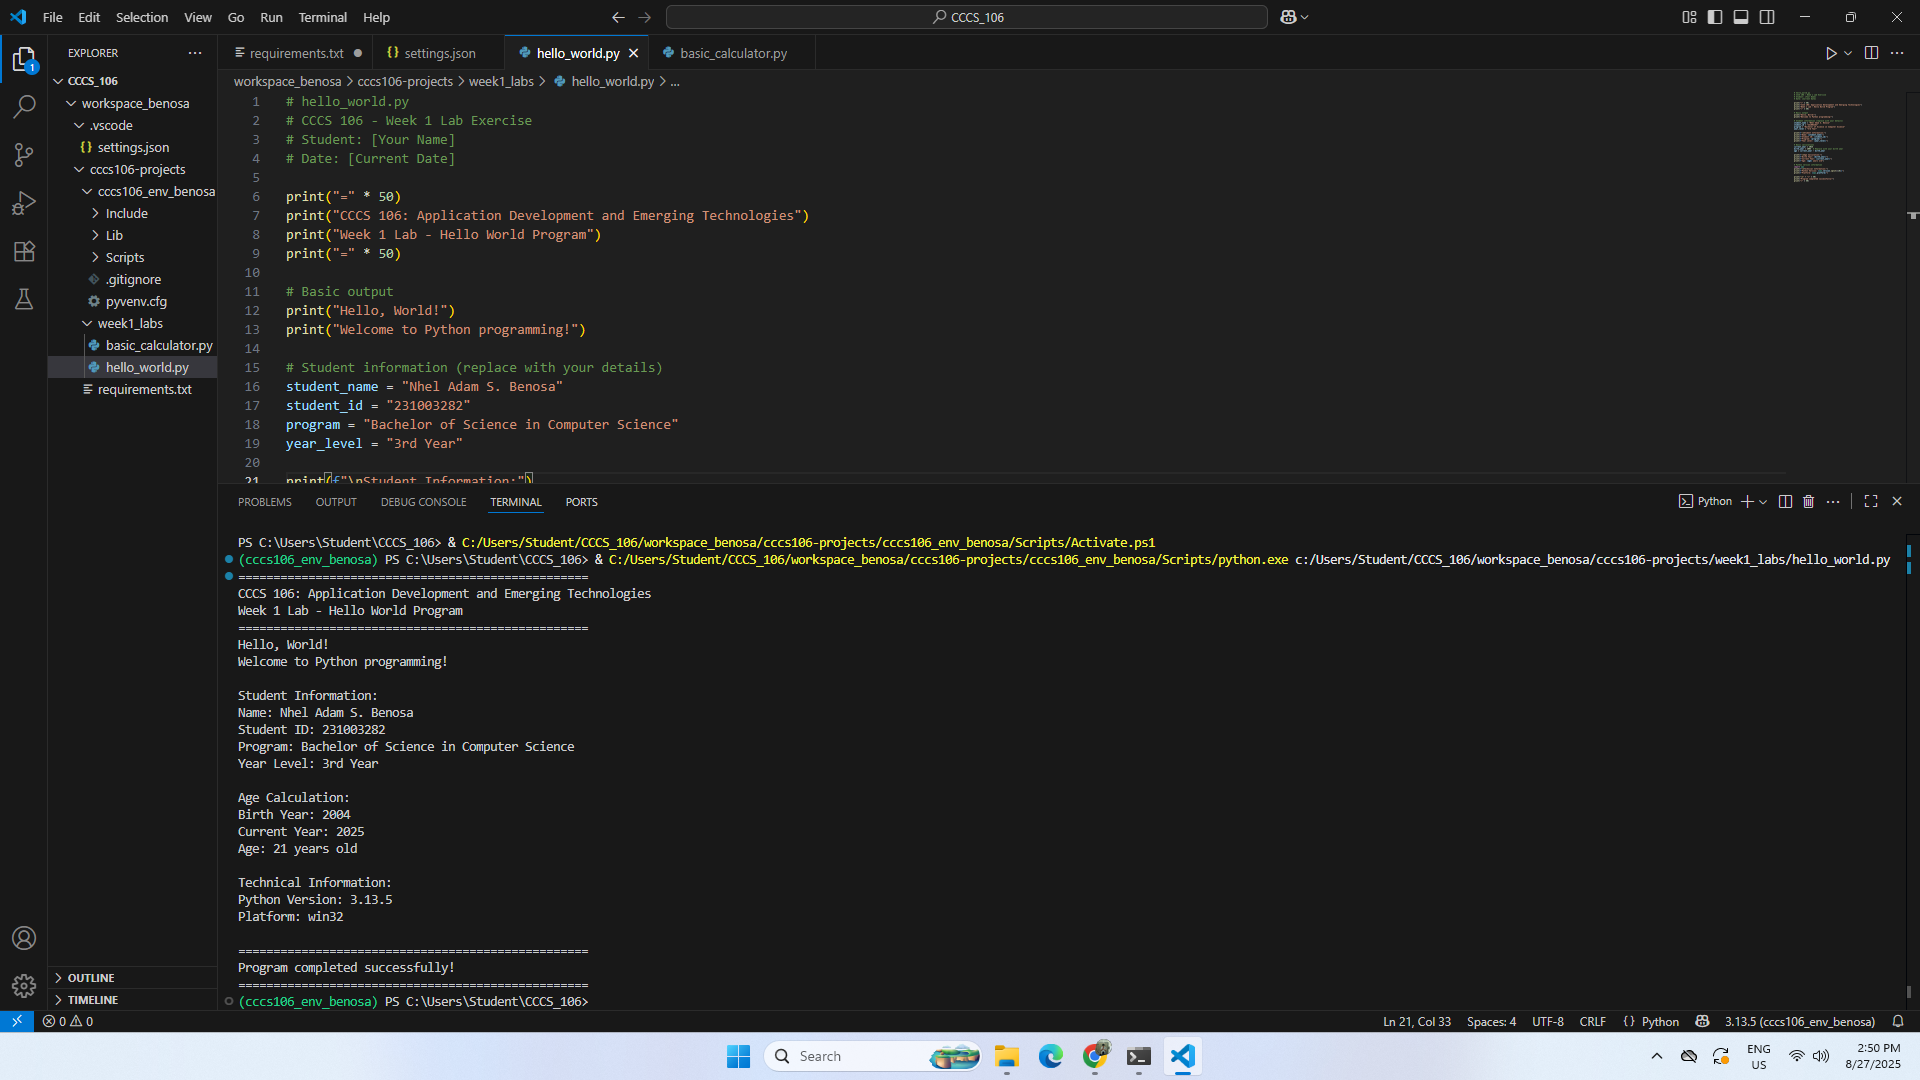 File Edit Selection View Go Run Terminal Help
CCCS_106
EXPLORER
requirements.txt
settings.json
hello_world.py
basic_calculator.py
1
CCCS_106
workspace_benosa
.vscode
settings.json
cccs106-projects
cccs106_env_benosa
Include
Lib
Scripts
.gitignore
pyvenv.cfg
week1_labs
basic_calculator.py
hello_world.py
requirements.txt
OUTLINE
TIMELINE
workspace_benosa > cccs106-projects > week1_labs > hello_world.py > ...
1 # hello_world.py
2 # CCCS 106 - Week 1 Lab Exercise
3 # Student: [Your Name]
4 # Date: [Current Date]
5
6 print("=" * 50)
7 print("CCCS 106: Application Development and Emerging Technologies")
8 print("Week 1 Lab - Hello World Program")
9 print("=" * 50)
10
11 # Basic output
12 print("Hello, World!")
13 print("Welcome to Python programming!")
14
15 # Student information (replace with your details)
16 student_name = "Nhel Adam S. Benosa"
17 student_id = "231003282"
18 program = "Bachelor of Science in Computer Science"
19 year_level = "3rd Year"
20
21 print(f"\nStudent Information:")
PROBLEMS OUTPUT DEBUG CONSOLE TERMINAL PORTS
Python
PS C:\Users\Student\CCCS_106> & C:/Users/Student/CCCS_106/workspace_benosa/cccs106-projects/cccs106_env_benosa/Scripts/Activate.ps1
(cccs106_env_benosa) PS C:\Users\Student\CCCS_106> & C:/Users/Student/CCCS_106/workspace_benosa/cccs106-projects/cccs106_env_benosa/Scripts/python.exe c:/Users/Student/CCCS_106/workspace_benosa/cccs106-projects/week1_labs/hello_world.py
==================================================
CCCS 106: Application Development and Emerging Technologies
Week 1 Lab - Hello World Program
==================================================
Hello, World!
Welcome to Python programming!
Student Information:
Name: Nhel Adam S. Benosa
Student ID: 231003282
Program: Bachelor of Science in Computer Science
Year Level: 3rd Year
Age Calculation:
Birth Year: 2004
Current Year: 2025
Age: 21 years old
Technical Information:
Python Version: 3.13.5
Platform: win32
==================================================
Program completed successfully!
==================================================
(cccs106_env_benosa) PS C:\Users\Student\CCCS_106>
0 0
Ln 21, Col 33 Spaces: 4 UTF-8 CRLF {} Python 3.13.5 (cccs106_env_benosa)
Search
ENG
US
2:50 PM
8/27/2025